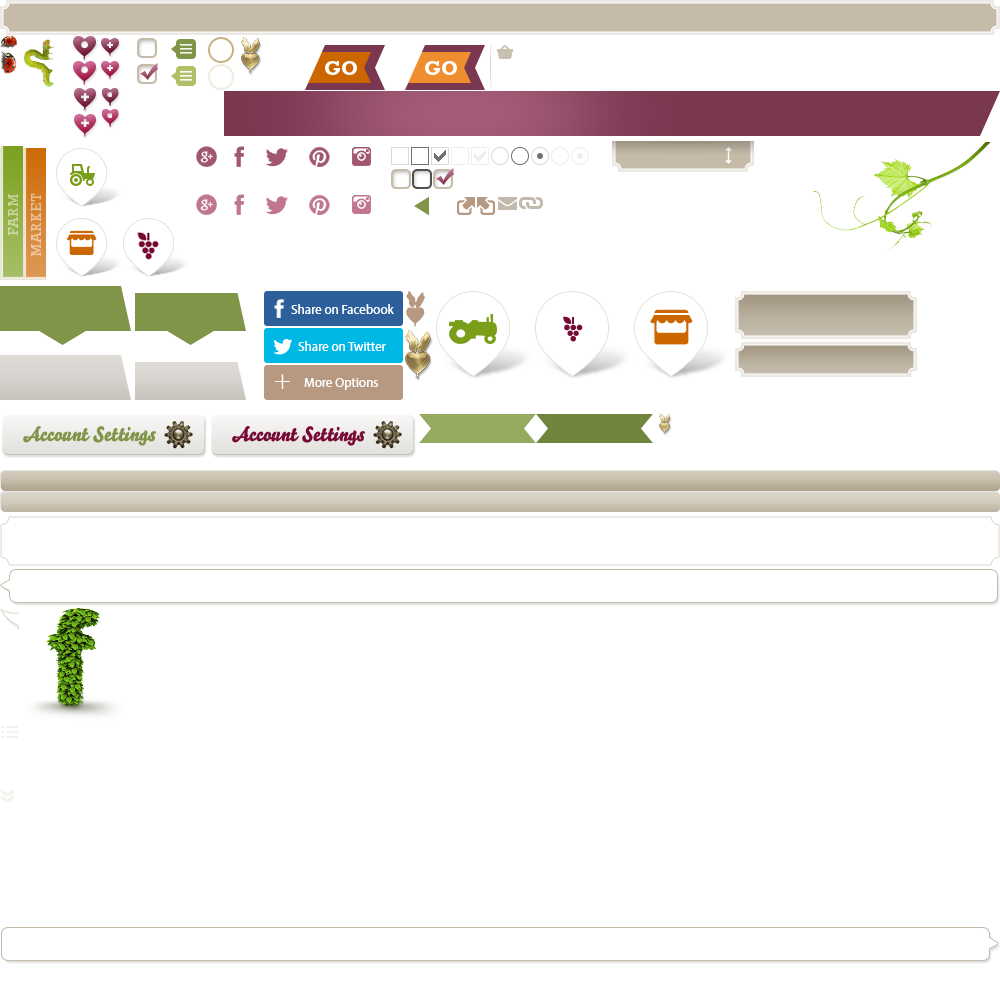 GO
GO
FARM
MARKET
g+
f
f
g+
f
Share on Facebook
Share on Twitter
More Options
Account Settings
Account Settings
f